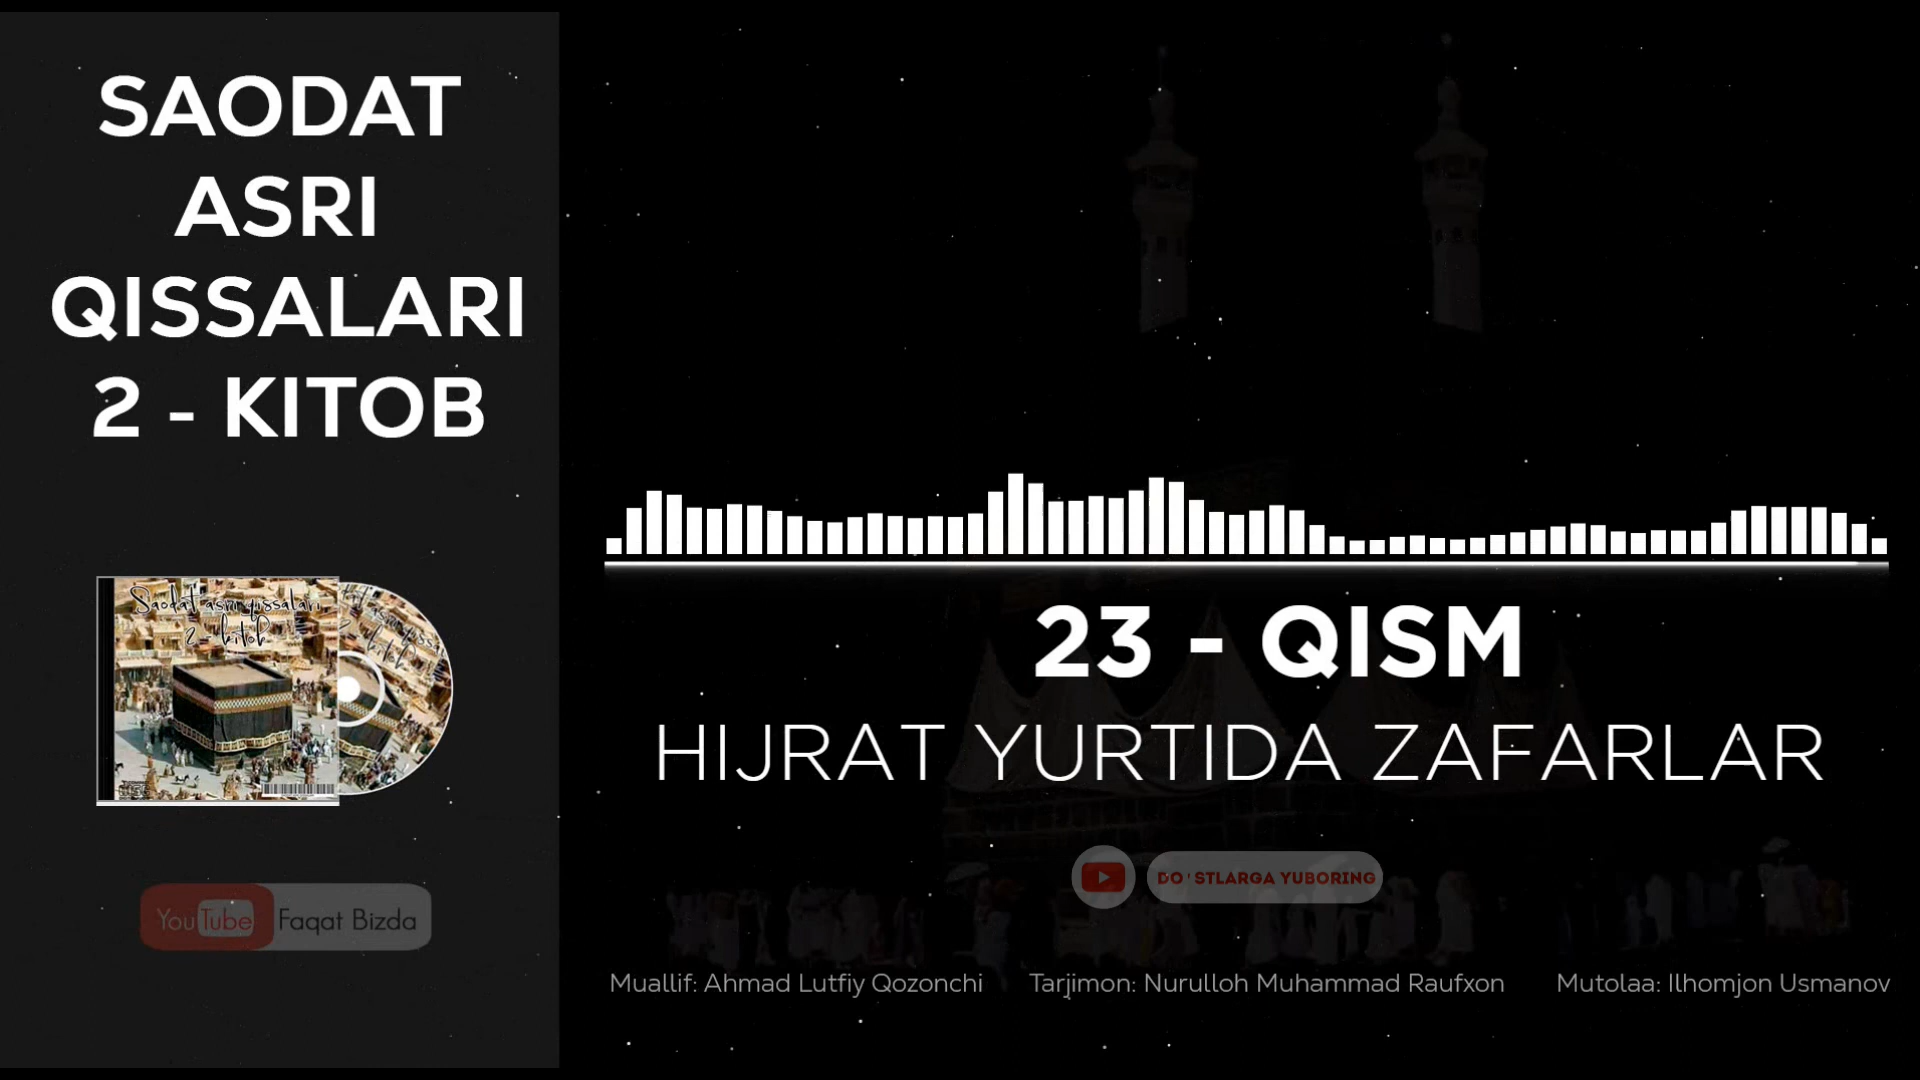 SAODAT
ASRI
QISSALARI
2 - KITOB
Saodat asri qissalari
2 - kitob
YouTube Faqat Bizda
23 - QISM
HIJRAT YURTIDA ZAFARLAR
DO'STLARGA YUBORING
Muallif: Ahmad Lutfiy Qozonchi Tarjimon: Nurulloh Muhammad Raufxon Mutolaa: Ilhomjon Usmanov